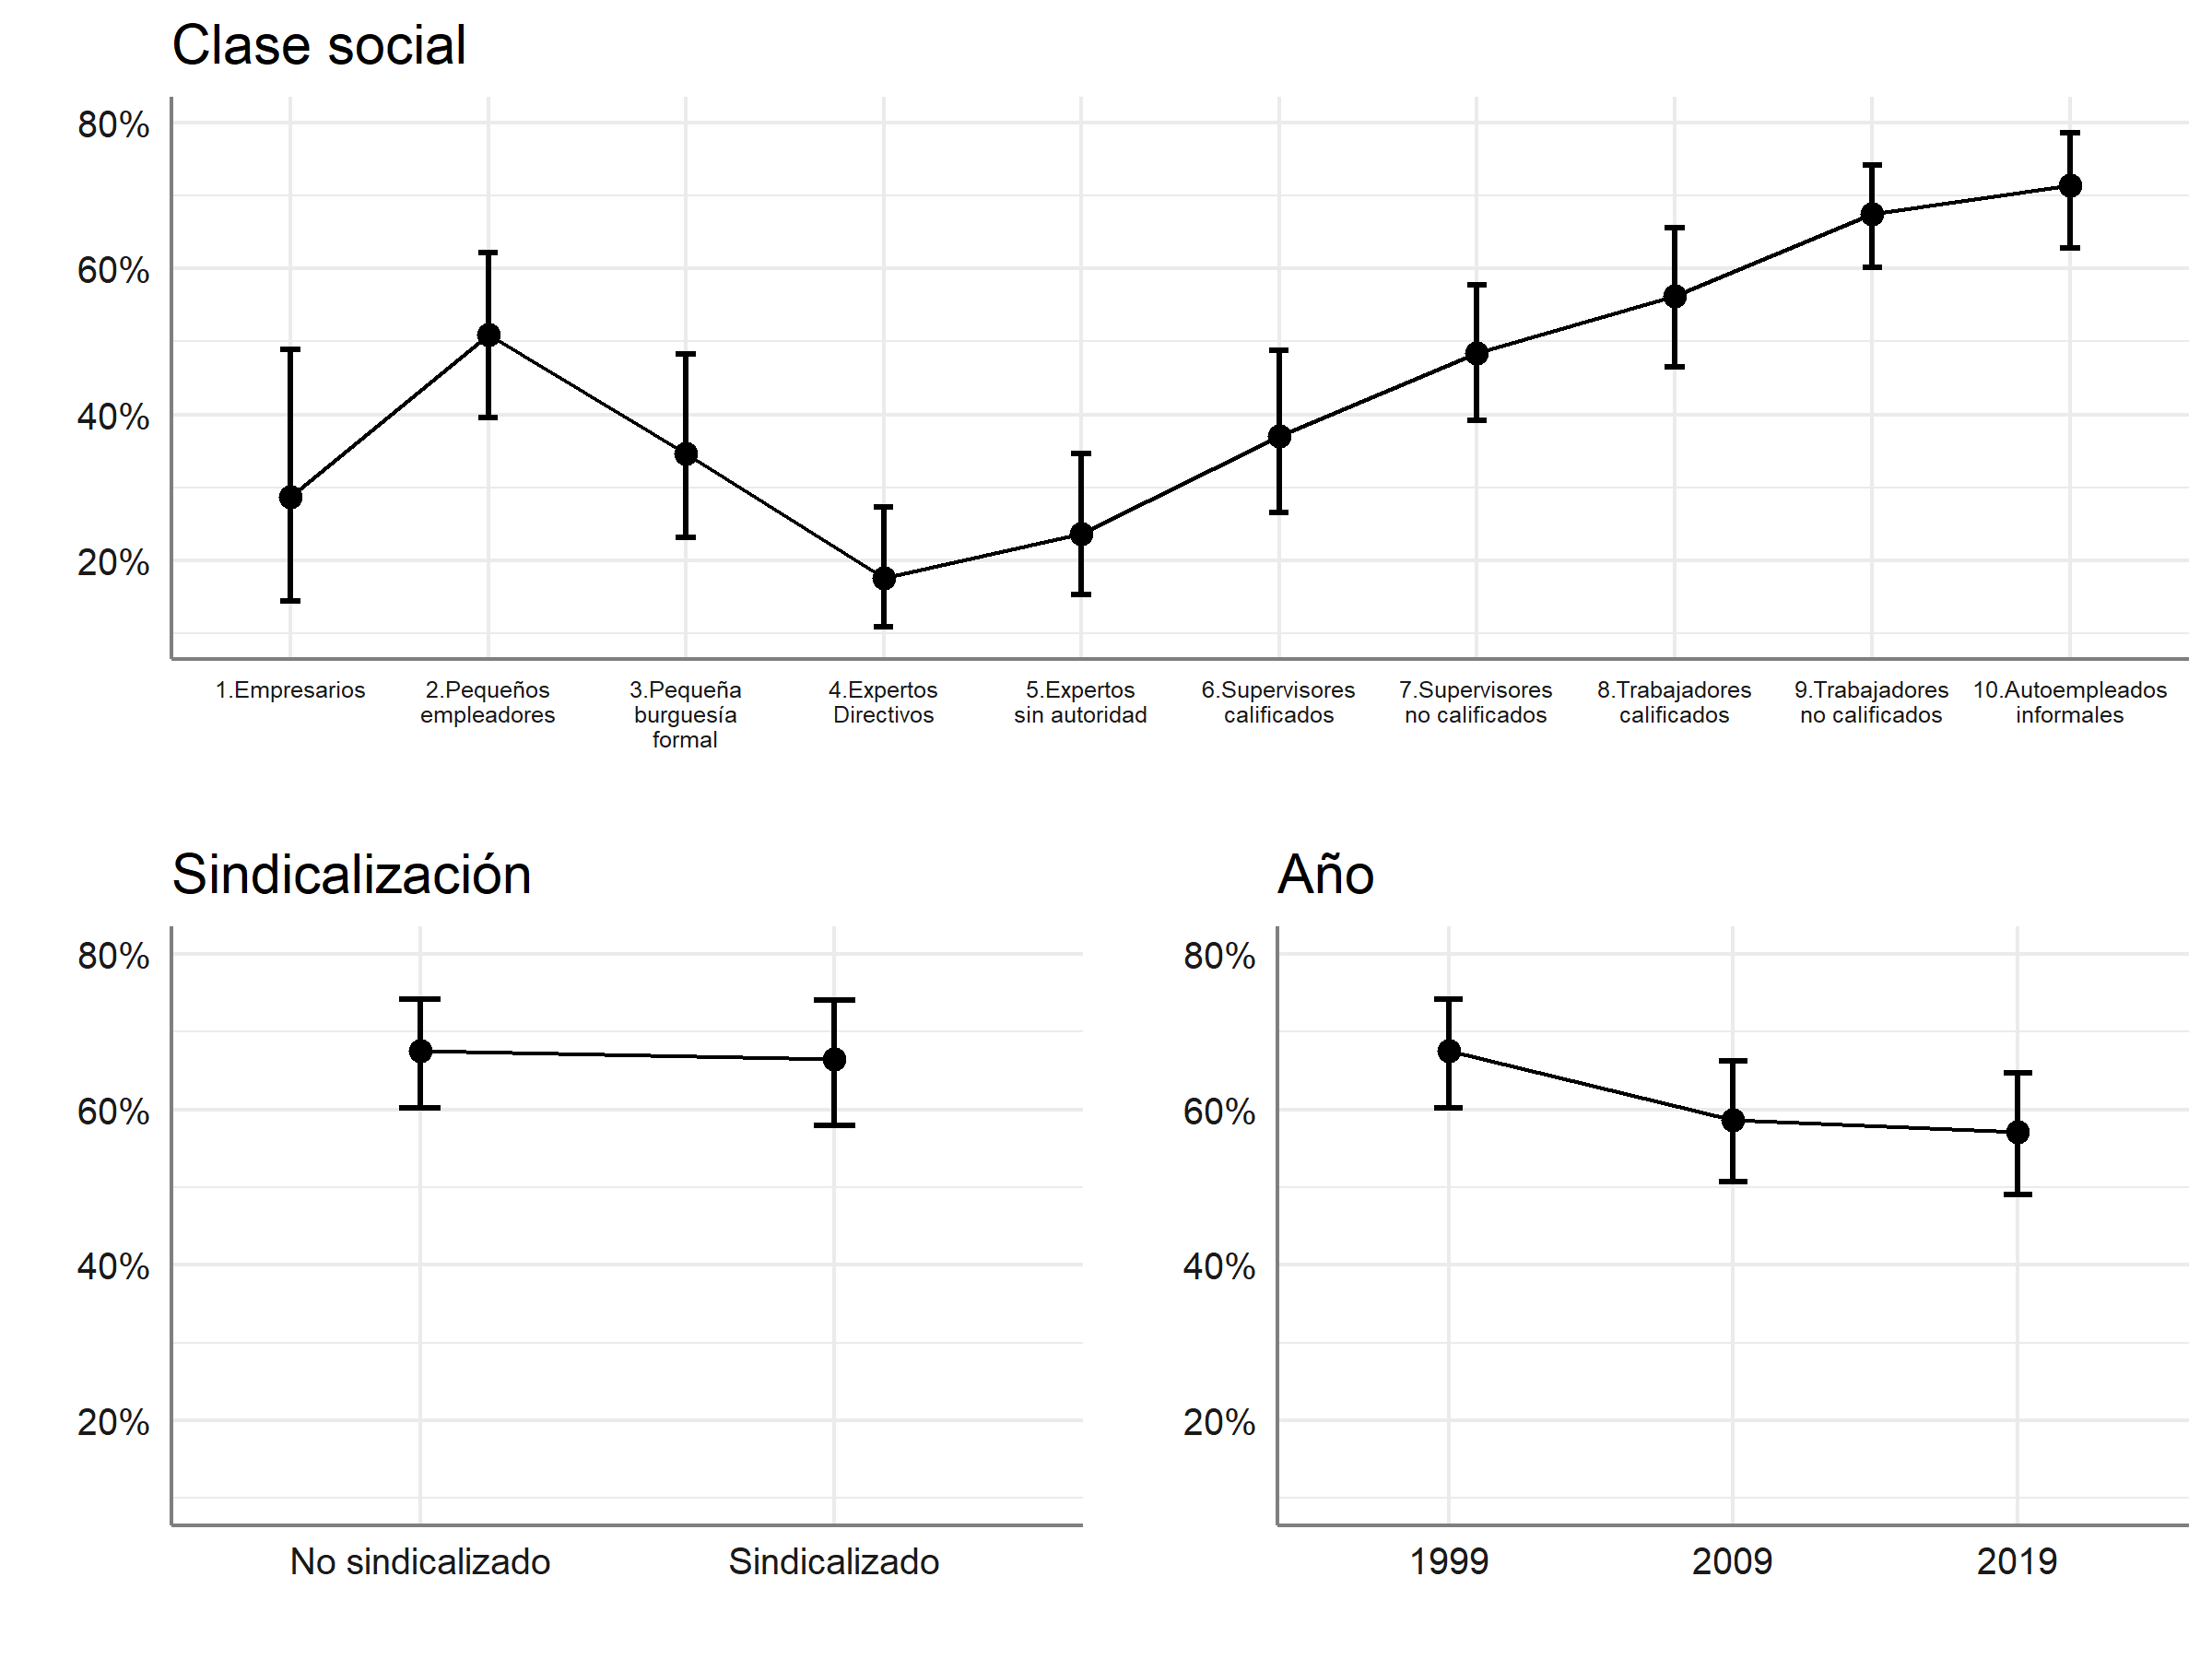 Clase social
80%
60%
40%
20%
1.Empresarios
2.Pequeños
empleadores
3.Pequeña
burguesía
formal
4.Expertos
Directivos
5.Expertos
sin autoridad
6.Supervisores
calificados
7.Supervisores
no calificados
8.Trabajadores
calificados
9.Trabajadores
no calificados
10.Autoempleados
informales
Sindicalización
80%
60%
40%
20%
No sindicalizado
Sindicalizado
Año
80%
60%
40%
20%
1999
2009
2019